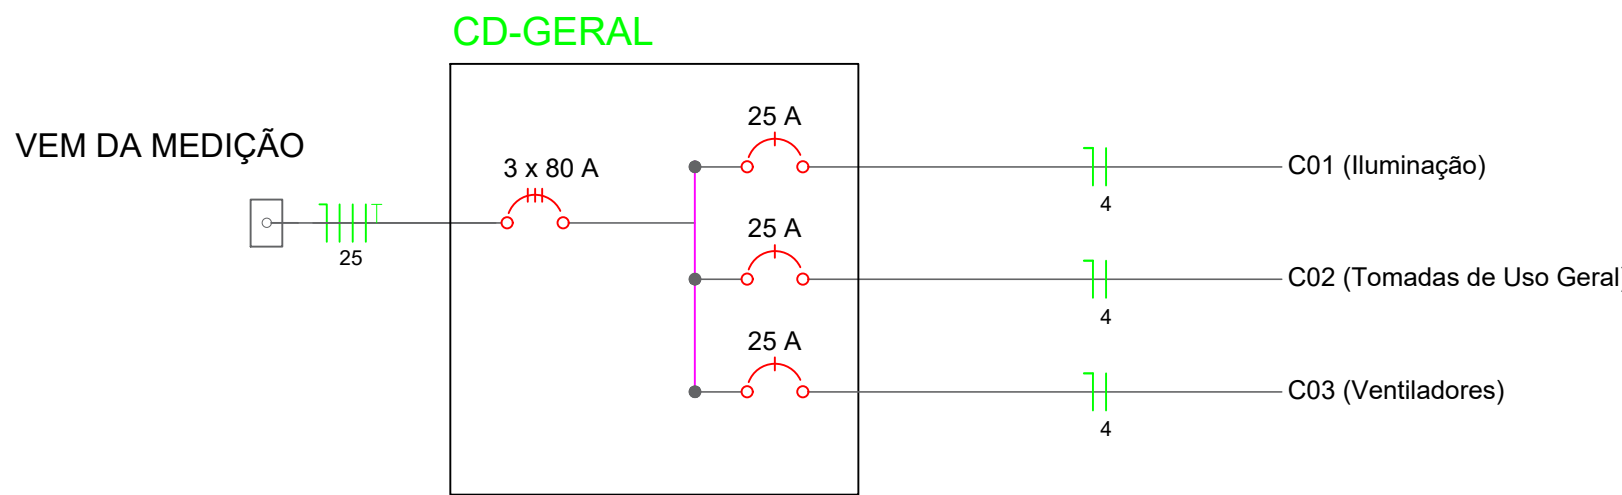 CD-GERAL
VEM DA MEDIÇÃO
3 x 80 A
25
25 A
C01 (Iluminação)
4
25 A
C02 (Tomadas de Uso Geral)
4
25 A
C03 (Ventiladores)
4